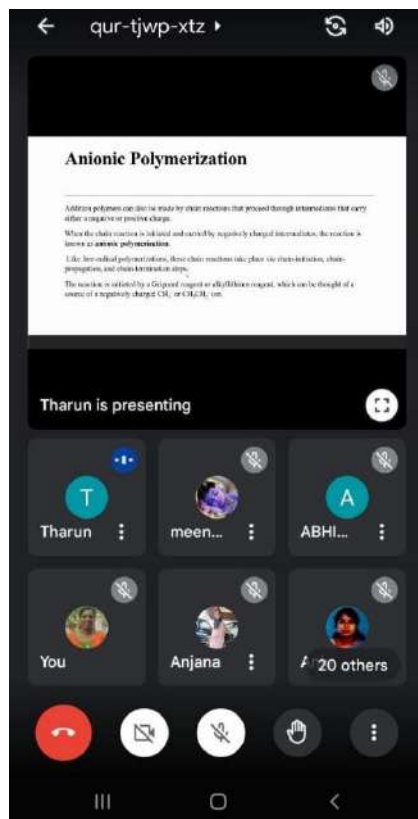 qur-tjwp-xtz
Anionic Polymerization
Addition polymers can also be made by chain reactions that proceed through intermediates that carry
either a negative or positive charge.
When the chain reaction is initiated and carried by negatively charged intermediates, the reaction is
known as anionic polymerization.
Like free-radical polymerizations, these chain reactions take place via chain-initiation, chain-
propagation, and chain-termination steps.
The reaction is initiated by a Grignard reagent or alkyllithium reagent, which can be thought of a
source of a negatively charged CH₃⁻ or CH₃CH₂⁻ ion.
Tharun is presenting
T
A
Tharun
meen...
ABHI...
You
Anjana
A
20 others